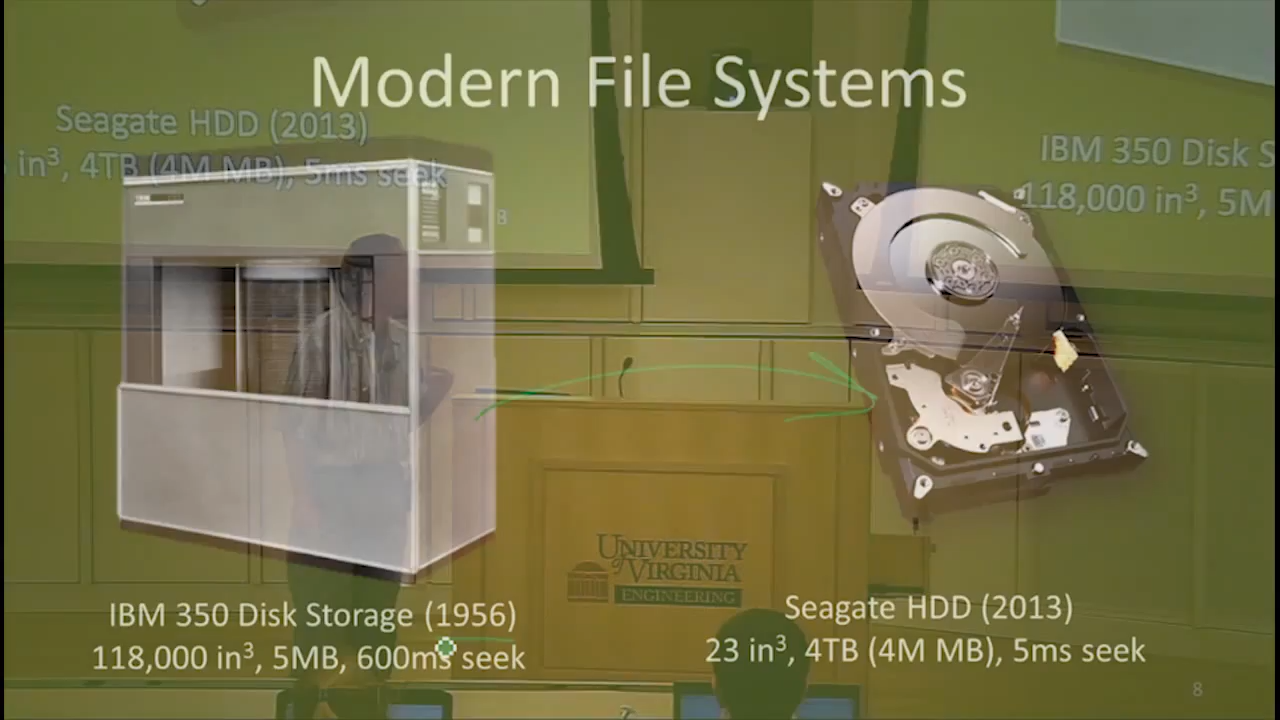 Modern File Systems
Seagate HDD (2013)
in³, 4TB (4M MB), 5ms seek
8
IBM 350 Disk S
118,000 in³, 5M
UNIVERSITY
of VIRGINIA
ENGINEERING
IBM 350 Disk Storage (1956)
118,000 in³, 5MB, 600ms seek
Seagate HDD (2013)
23 in³, 4TB (4M MB), 5ms seek
8